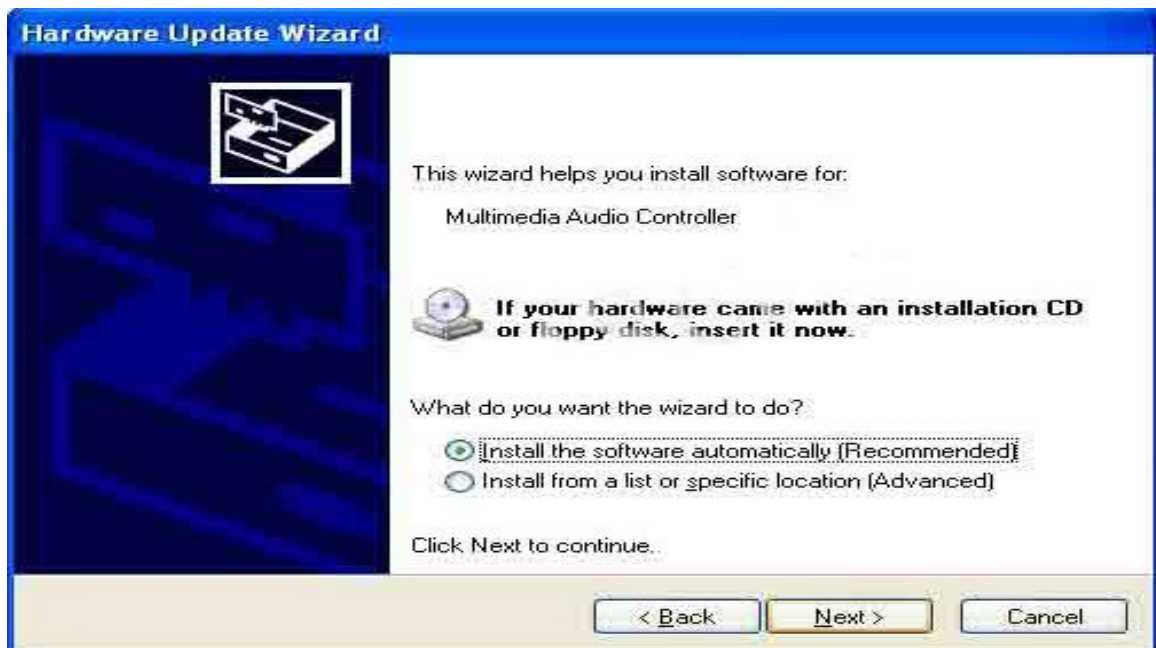 Hardware Update Wizard
This wizard helps you install software for:
Multimedia Audio Controller
If your hardware came with an installation CD
or floppy disk, insert it now.
What do you want the wizard to do?
Install the software automatically (Recommended)
Install from a list or specific location (Advanced)
Click Next to continue.
< Back
Next >
Cancel